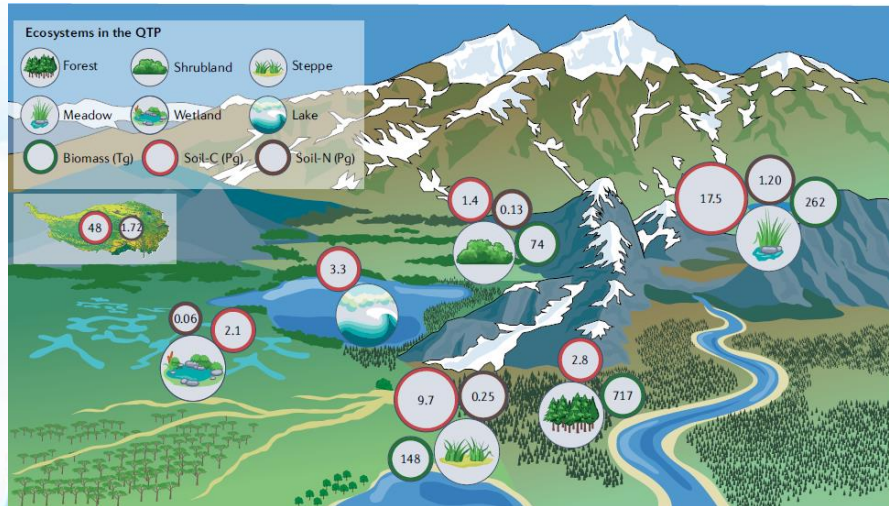 Ecosystems in the QTP
Forest Shrubland Steppe
Meadow Wetland Lake
Biomass (Tg) Soil-C (Pg) Soil-N (Pg)
48 1.72
1.4 0.13 74
17.5 1.20 262
3.3
0.06 2.1
2.8 717
9.7 0.25
148